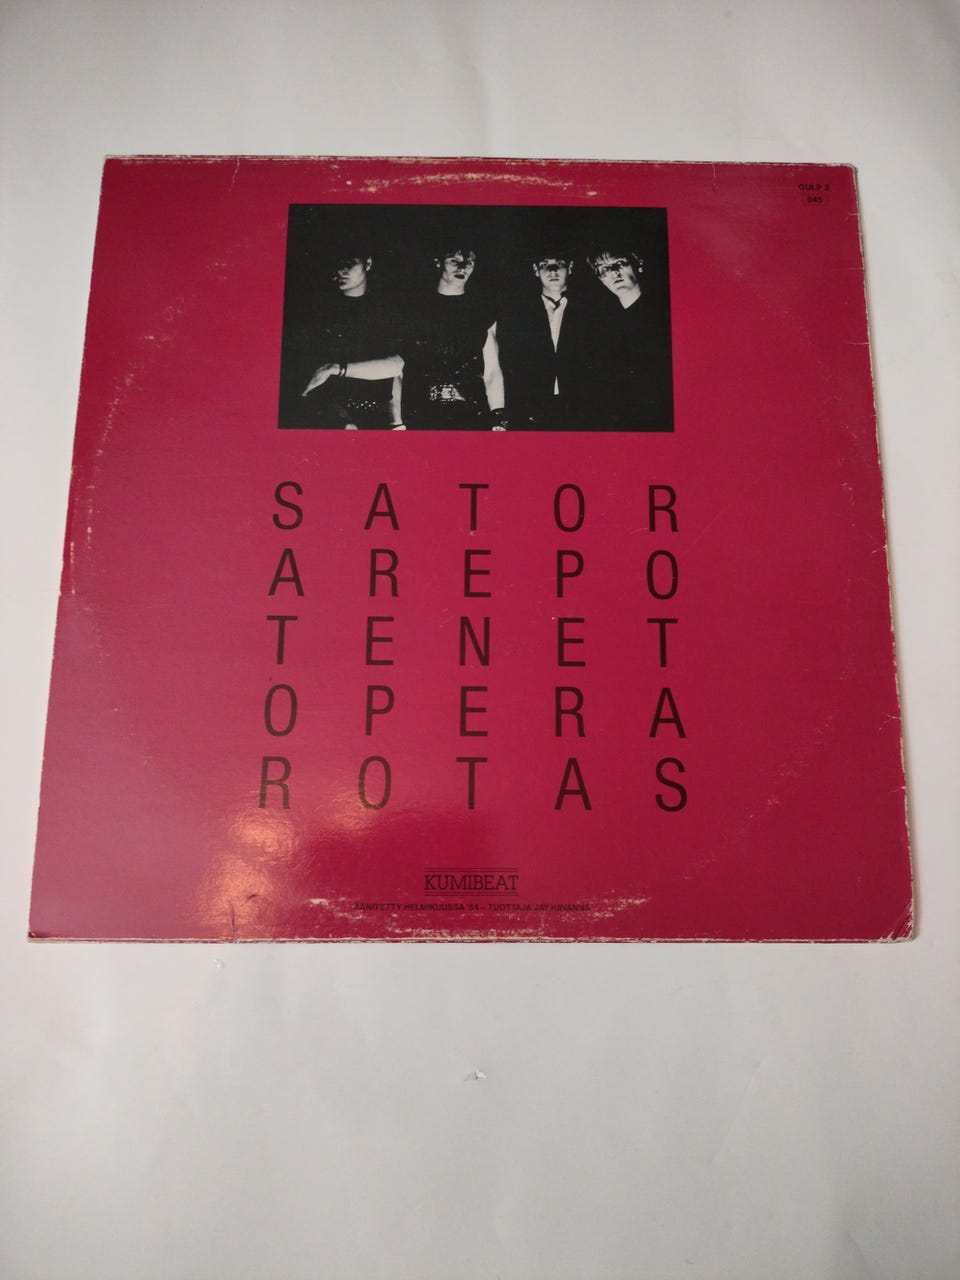 GULP 3
045
S A T O R
A R E P O
T E N E T
O P E R A
R O T A S
KUMIBEAT
ÄÄNITETTY HELMIKUUSSA '84 – TUOTTAJA JAY HAVANNA